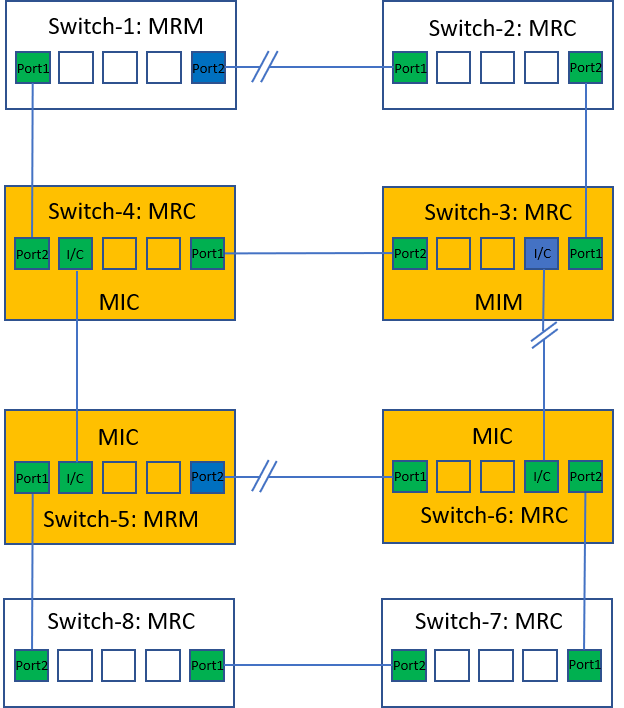 Switch-1: MRM
Switch-2: MRC
Port1
Port2
Port1
Port2
Switch-4: MRC
Switch-3: MRC
Port2
I/C
Port1
Port2
I/C
Port1
MIC
MIM
MIC
MIC
Port1
I/C
Port2
Port1
I/C
Port2
Switch-5: MRM
Switch-6: MRC
Switch-8: MRC
Switch-7: MRC
Port2
Port1
Port2
Port1